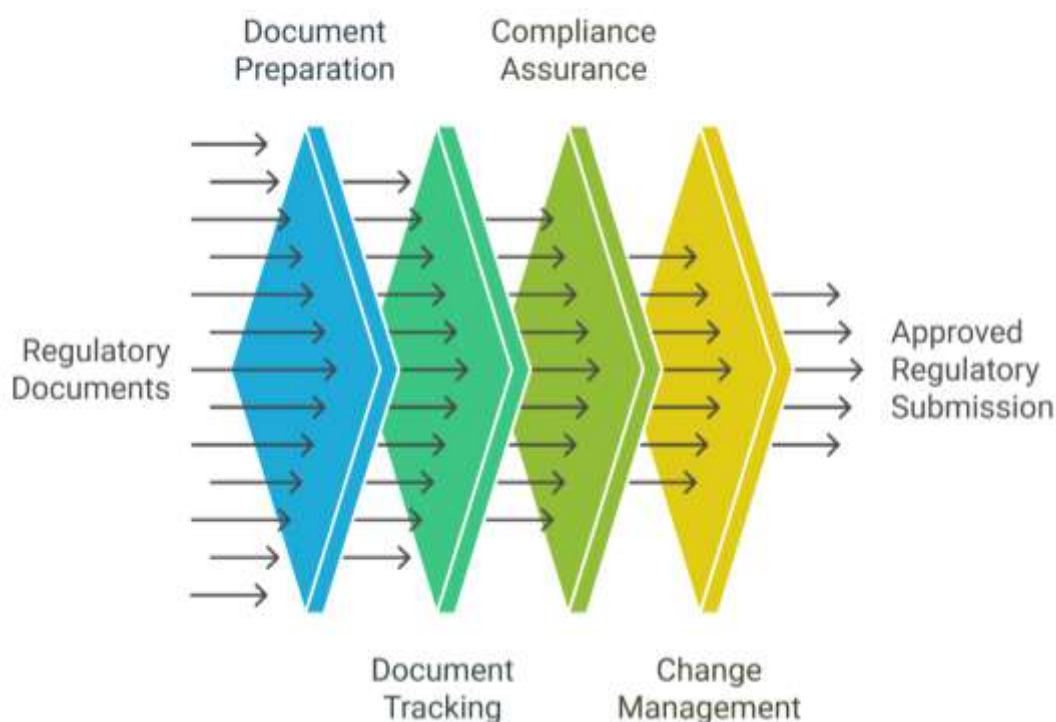 Document
Preparation
Compliance
Assurance
Regulatory
Documents
Approved
Regulatory
Submission
Document
Tracking
Change
Management